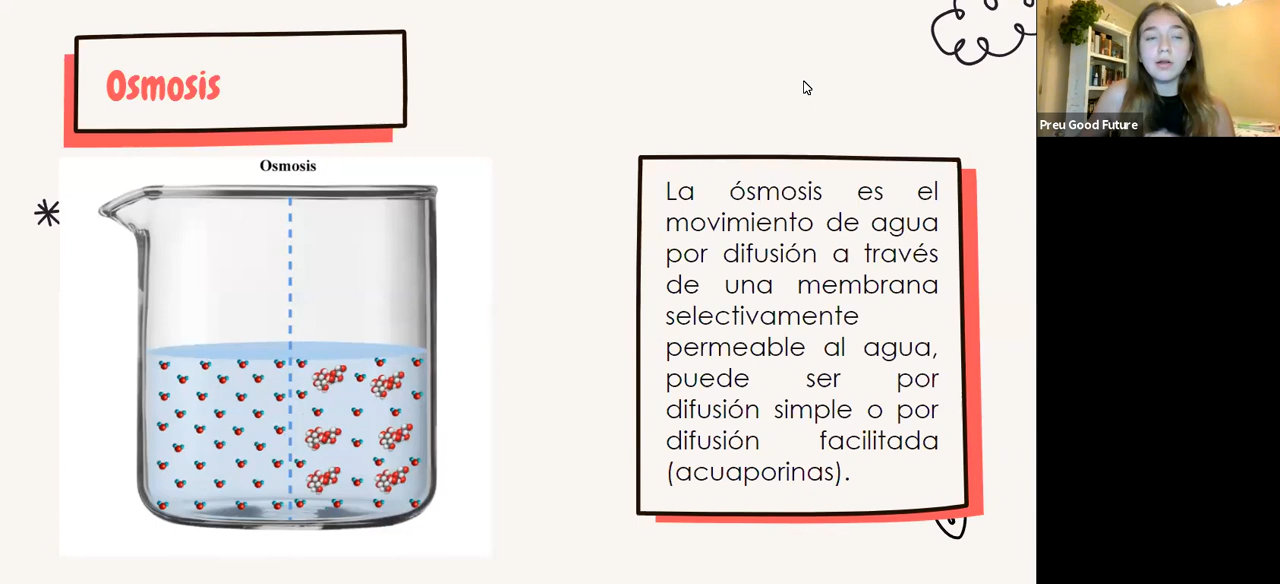 Osmosis
Osmosis
La ósmosis es el
movimiento de agua
por difusión a través
de una membrana
selectivamente
permeable al agua,
puede ser por
difusión simple o por
difusión facilitada
(acuaporinas).
Preu Good Future